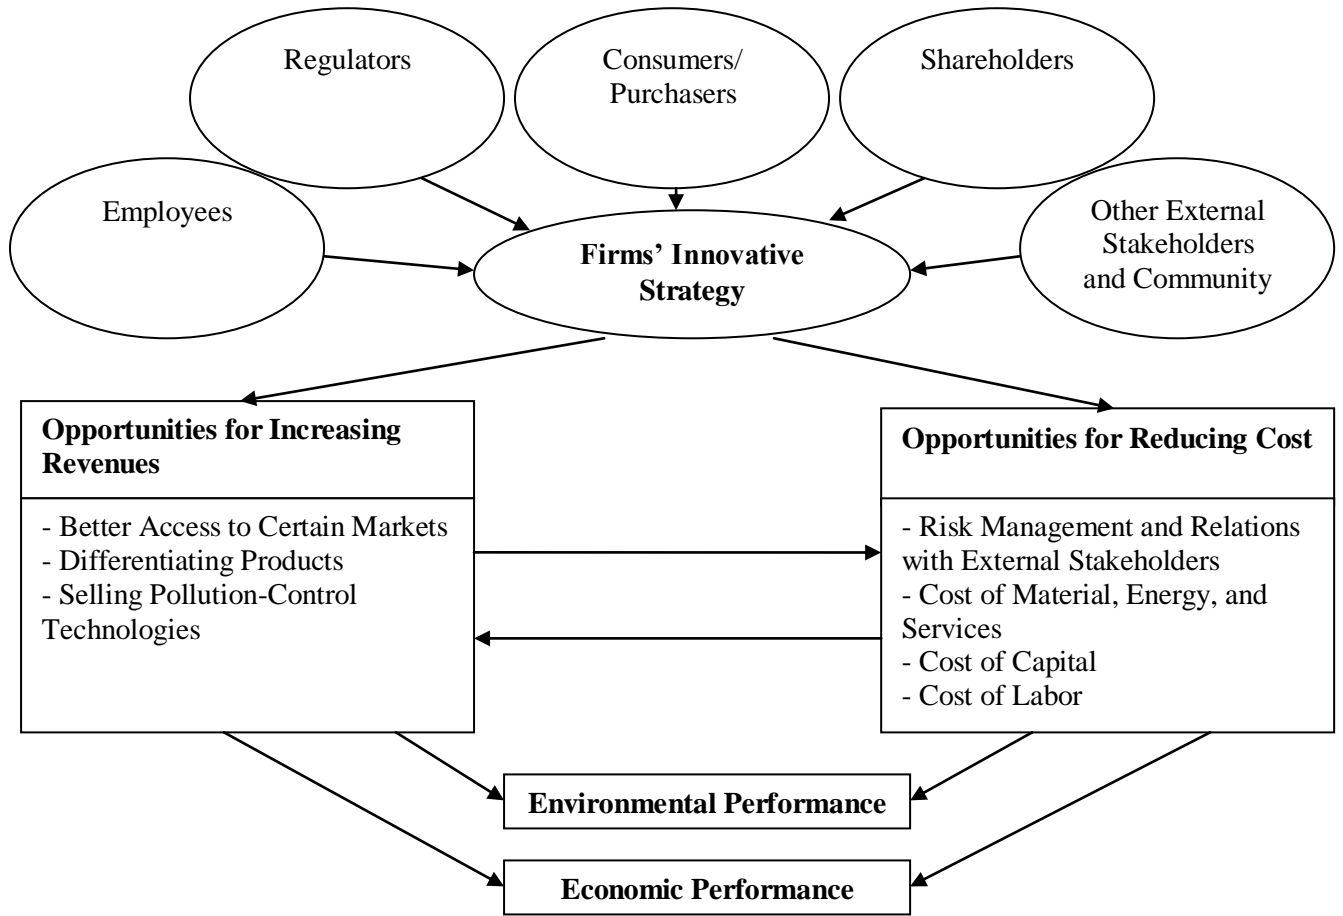 Regulators
Consumers/
Purchasers
Shareholders
Employees
Other External
Stakeholders
and Community
Firms’ Innovative
Strategy
Opportunities for Increasing
Revenues
- Better Access to Certain Markets
- Differentiating Products
- Selling Pollution-Control
Technologies
Opportunities for Reducing Cost
- Risk Management and Relations
with External Stakeholders
- Cost of Material, Energy, and
Services
- Cost of Capital
- Cost of Labor
Environmental Performance
Economic Performance